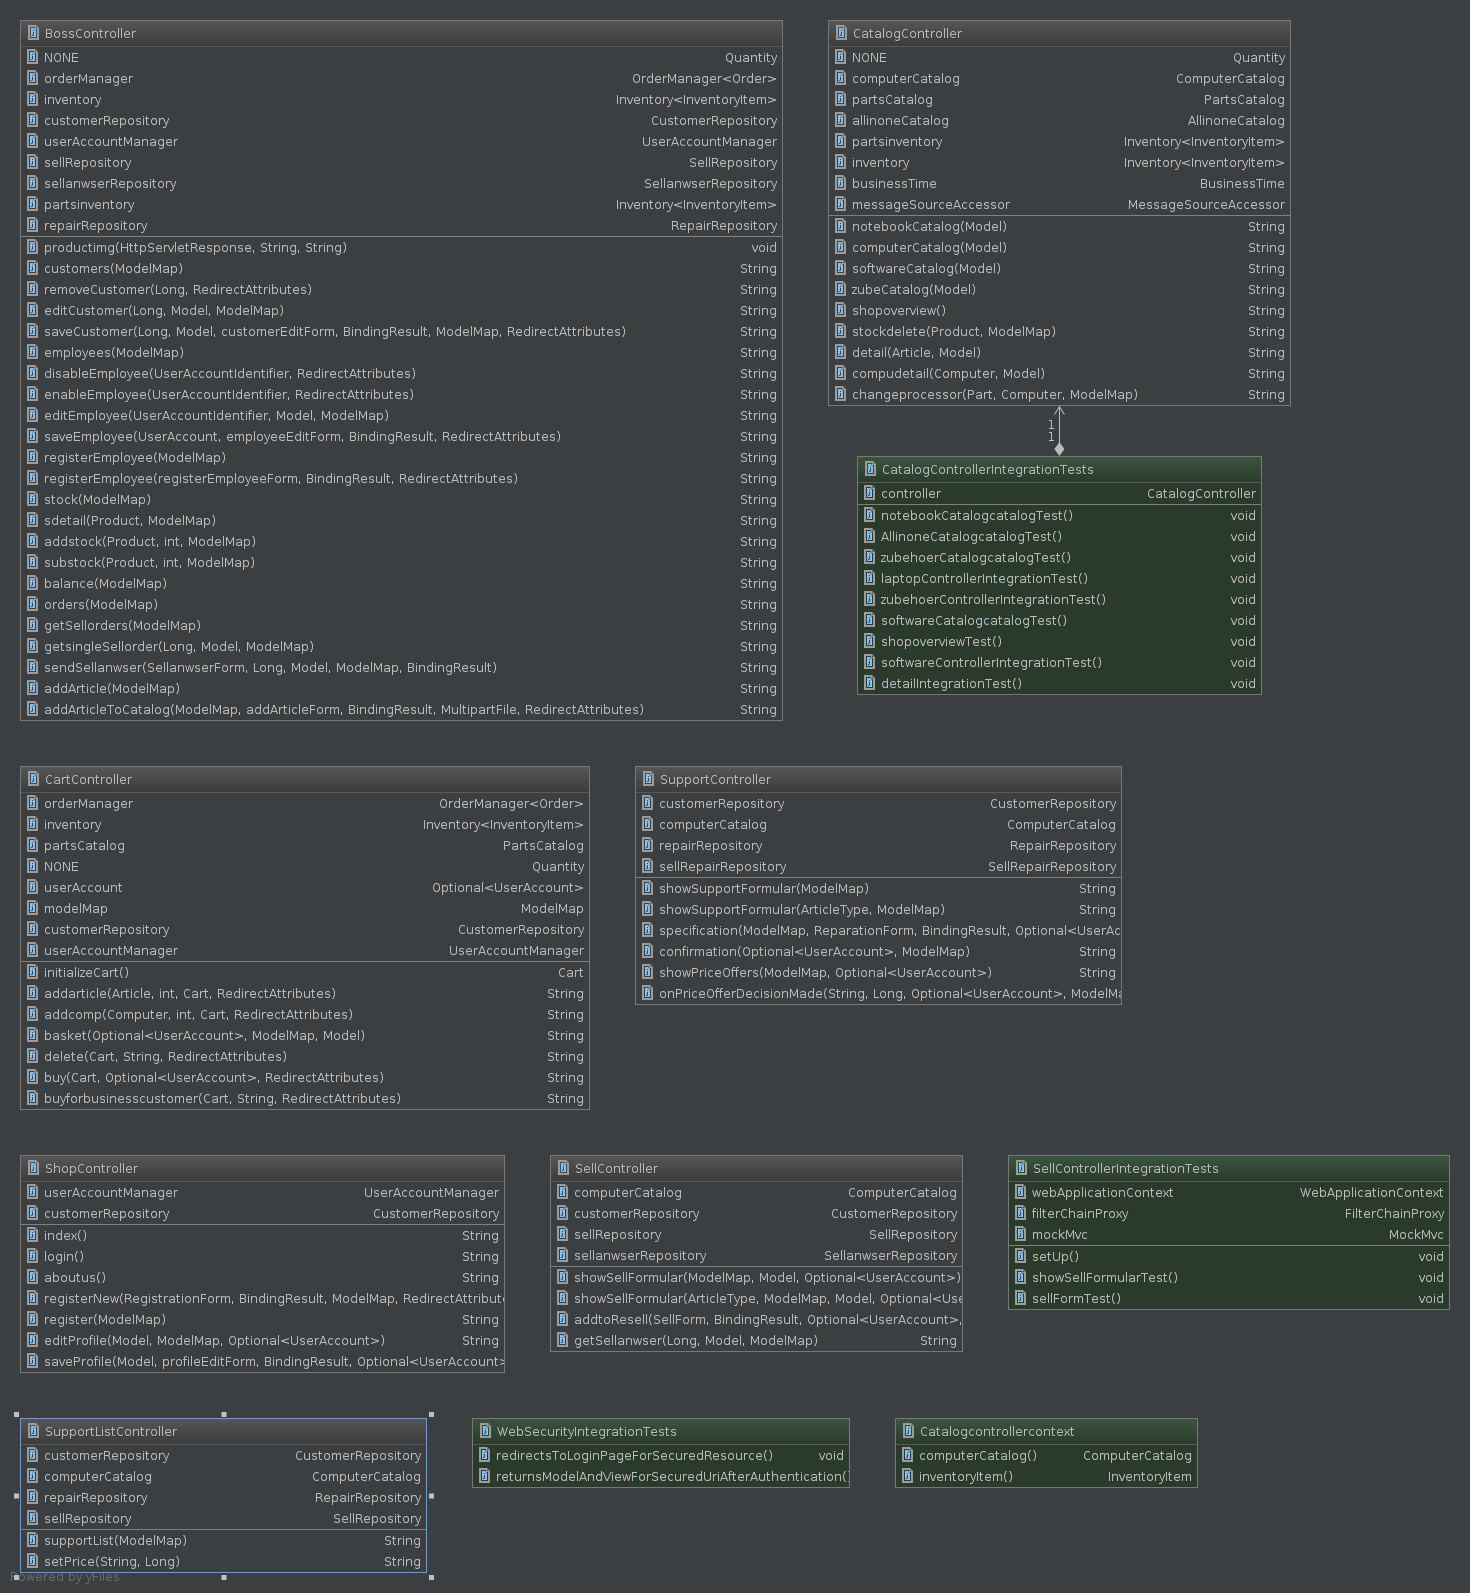 BossController
NONE Quantity
orderManager OrderManager<Order>
inventory Inventory<InventoryItem>
customerRepository CustomerRepository
userAccountManager UserAccountManager
sellRepository SellRepository
sellanwserRepository SellanwserRepository
partsinventory Inventory<InventoryItem>
repairRepository RepairRepository
productimg(HttpServletResponse, String, String) void
customers(ModelMap) String
removeCustomer(Long, RedirectAttributes) String
editCustomer(Long, Model, ModelMap) String
saveCustomer(Long, Model, customerEditForm, BindingResult, ModelMap, RedirectAttributes) String
employees(ModelMap) String
disableEmployee(UserAccountIdentifier, RedirectAttributes) String
enableEmployee(UserAccountIdentifier, RedirectAttributes) String
editEmployee(UserAccountIdentifier, Model, ModelMap) String
saveEmployee(UserAccount, employeeEditForm, BindingResult, RedirectAttributes) String
registerEmployee(ModelMap) String
registerEmployee(registerEmployeeForm, BindingResult, RedirectAttributes) String
stock(ModelMap) String
sdetail(Product, ModelMap) String
addstock(Product, int, ModelMap) String
substock(Product, int, ModelMap) String
balance(ModelMap) String
orders(ModelMap) String
getSellorders(ModelMap) String
getsingleSellorder(Long, Model, ModelMap) String
sendSellanwser(SellanwserForm, Long, Model, ModelMap, BindingResult) String
addArticle(ModelMap) String
addArticleToCatalog(ModelMap, addArticleForm, BindingResult, MultipartFile, RedirectAttributes) String
CatalogController
NONE Quantity
computerCatalog ComputerCatalog
partsCatalog PartsCatalog
allinoneCatalog AllinoneCatalog
partsinventory Inventory<InventoryItem>
inventory Inventory<InventoryItem>
businessTime BusinessTime
messageSourceAccessor MessageSourceAccessor
notebookCatalog(Model) String
computerCatalog(Model) String
softwareCatalog(Model) String
zubeCatalog(Model) String
shopoverview() String
stockdelete(Product, ModelMap) String
detail(Article, Model) String
compudetail(Computer, Model) String
changeprocessor(Part, Computer, ModelMap) String
1
1
CatalogControllerIntegrationTests
controller CatalogController
notebookCatalogcatalogTest() void
AllinoneCatalogcatalogTest() void
zubehoerCatalogcatalogTest() void
laptopControllerIntegrationTest() void
zubehoerControllerIntegrationTest() void
softwareCatalogcatalogTest() void
shopoverviewTest() void
softwareControllerIntegrationTest() void
detailIntegrationTest() void
CartController
orderManager OrderManager<Order>
inventory Inventory<InventoryItem>
partsCatalog PartsCatalog
NONE Quantity
userAccount Optional<UserAccount>
modelMap ModelMap
customerRepository CustomerRepository
userAccountManager UserAccountManager
initializeCart() Cart
addarticle(Article, int, Cart, RedirectAttributes) String
addcomp(Computer, int, Cart, RedirectAttributes) String
basket(Optional<UserAccount>, ModelMap, Model) String
delete(Cart, String, RedirectAttributes) String
buy(Cart, Optional<UserAccount>, RedirectAttributes) String
buyforbusinesscustomer(Cart, String, RedirectAttributes) String
SupportController
customerRepository CustomerRepository
computerCatalog ComputerCatalog
repairRepository RepairRepository
sellRepairRepository SellRepairRepository
showSupportFormular(ModelMap) String
showSupportFormular(ArticleType, ModelMap) String
specification(ModelMap, ReparationForm, BindingResult, Optional<UserAc
confirmation(Optional<UserAccount>, ModelMap) String
showPriceOffers(ModelMap, Optional<UserAccount>) String
onPriceOfferDecisionMade(String, Long, Optional<UserAccount>, ModelMa
ShopController
userAccountManager UserAccountManager
customerRepository CustomerRepository
index() String
login() String
aboutus() String
registerNew(RegistrationForm, BindingResult, ModelMap, RedirectAttribut
register(ModelMap) String
editProfile(Model, ModelMap, Optional<UserAccount>) String
saveProfile(Model, profileEditForm, BindingResult, Optional<UserAccount>
SellController
computerCatalog ComputerCatalog
customerRepository CustomerRepository
sellRepository SellRepository
sellanwserRepository SellanwserRepository
showSellFormular(ModelMap, Model, Optional<UserAccount>)
showSellFormular(ArticleType, ModelMap, Model, Optional<Use
addtoResell(SellForm, BindingResult, Optional<UserAccount>,
getSellanwser(Long, Model, ModelMap) String
SellControllerIntegrationTests
webApplicationContext WebApplicationContext
filterChainProxy FilterChainProxy
mockMvc MockMvc
setUp() void
showSellFormularTest() void
sellFormTest() void
SupportListController
customerRepository CustomerRepository
computerCatalog ComputerCatalog
repairRepository RepairRepository
sellRepository SellRepository
supportList(ModelMap) String
setPrice(String, Long) String
WebSecurityIntegrationTests
redirectsToLoginPageForSecuredResource() void
returnsModelAndViewForSecuredUriAfterAuthentication()
Catalogcontrollercontext
computerCatalog() ComputerCatalog
inventoryItem() InventoryItem
Powered by yFiles